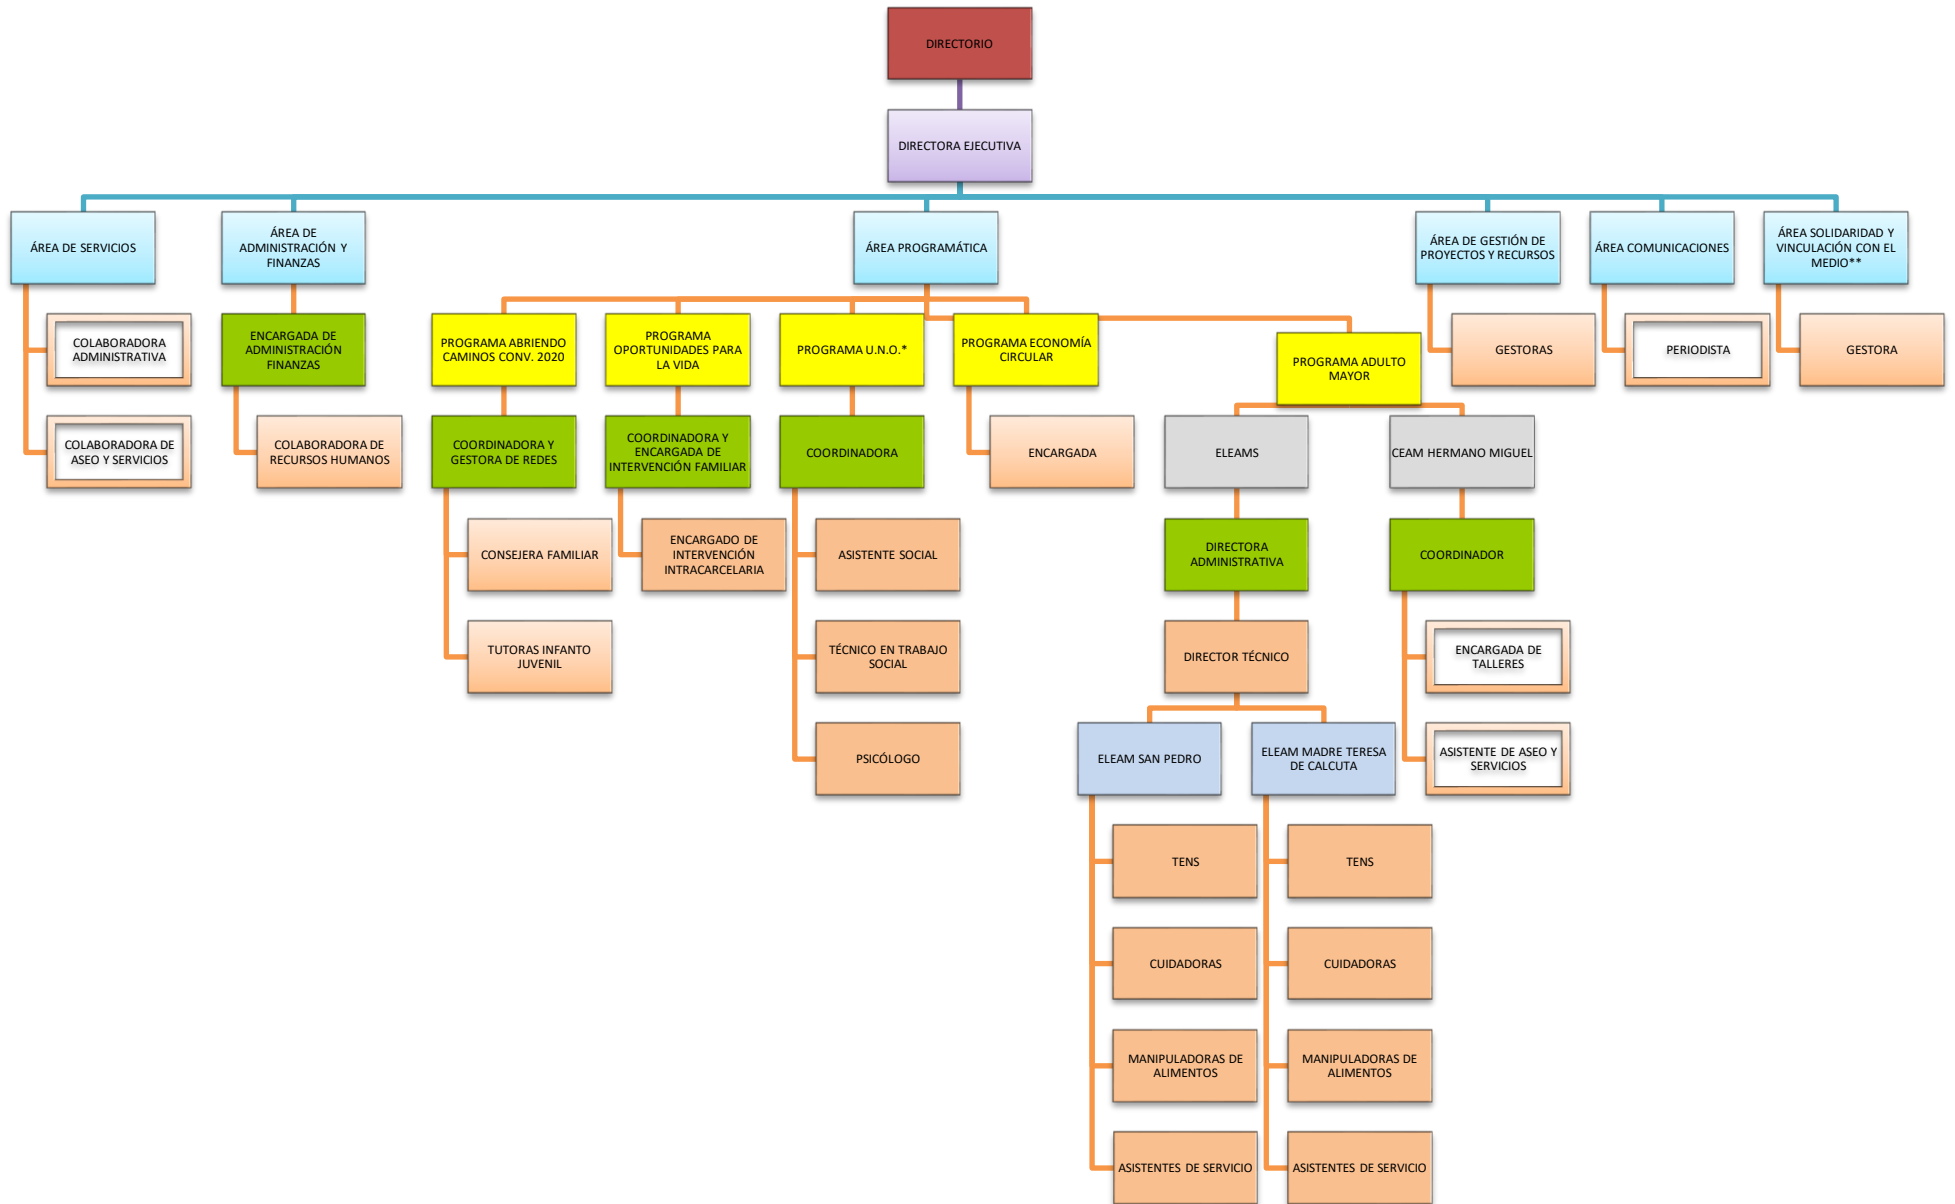 DIRECTORIO
DIRECTORA EJECUTIVA
ÁREA DE SERVICIOS
ÁREA DE
ADMINISTRACIÓN Y
FINANZAS
ÁREA PROGRAMÁTICA
ÁREA DE GESTIÓN DE
PROYECTOS Y RECURSOS
ÁREA COMUNICACIONES
ÁREA SOLIDARIDAD Y
VINCULACIÓN CON EL
MEDIO**
COLABORADORA
ADMINISTRATIVA
ENCARGADA DE
ADMINISTRACIÓN
FINANZAS
PROGRAMA ABRIENDO
CAMINOS CONV. 2020
PROGRAMA
OPORTUNIDADES PARA
LA VIDA
PROGRAMA U.N.O.*
PROGRAMA ECONOMÍA
CIRCULAR
PROGRAMA ADULTO
MAYOR
GESTORAS
PERIODISTA
GESTORA
COLABORADORA DE
ASEO Y SERVICIOS
COLABORADORA DE
RECURSOS HUMANOS
COORDINADORA Y
GESTORA DE REDES
COORDINADORA Y
ENCARGADA DE
INTERVENCIÓN FAMILIAR
COORDINADORA
ENCARGADA
ELEAMS
CEAM HERMANO MIGUEL
CONSEJERA FAMILIAR
ENCARGADO DE
INTERVENCIÓN
INTRACARCELARIA
ASISTENTE SOCIAL
DIRECTORA
ADMINISTRATIVA
COORDINADOR
TUTORAS INFANTO
JUVENIL
TÉCNICO EN TRABAJO
SOCIAL
DIRECTOR TÉCNICO
ENCARGADA DE
TALLERES
PSICÓLOGO
ELEAM SAN PEDRO
ELEAM MADRE TERESA
DE CALCUTA
ASISTENTE DE ASEO Y
SERVICIOS
TENS
TENS
CUIDADORAS
CUIDADORAS
MANIPULADORAS DE
ALIMENTOS
MANIPULADORAS DE
ALIMENTOS
ASISTENTES DE SERVICIO
ASISTENTES DE SERVICIO